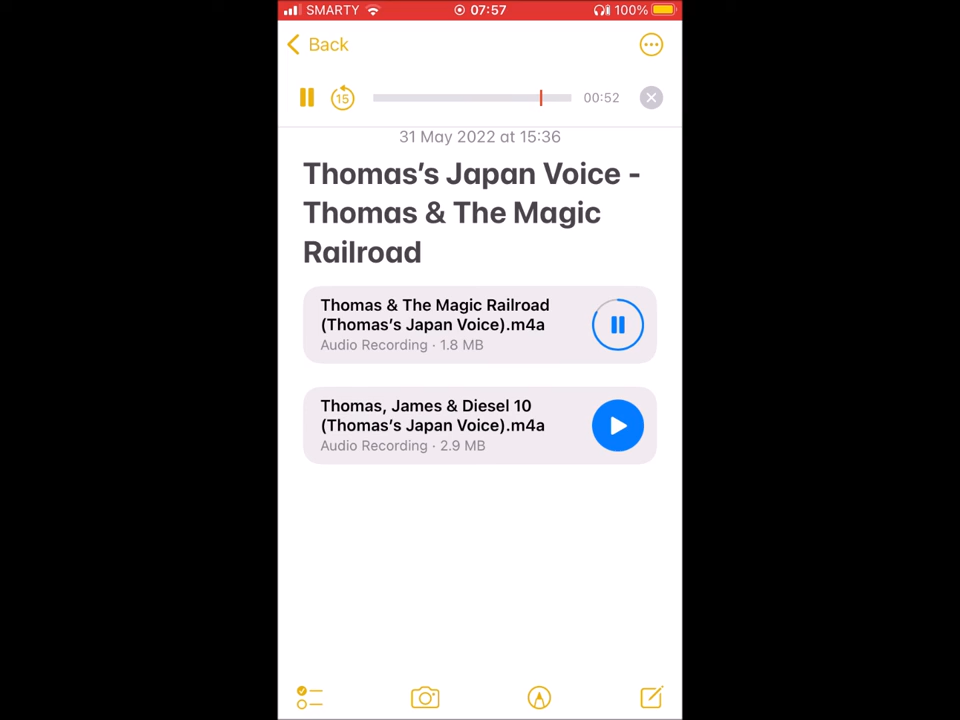 SMARTY 07:57 100%
Back
15 00:52
31 May 2022 at 15:36
Thomas’s Japan Voice -
Thomas & The Magic
Railroad
Thomas & The Magic Railroad
(Thomas’s Japan Voice).m4a
Audio Recording · 1.8 MB
Thomas, James & Diesel 10
(Thomas’s Japan Voice).m4a
Audio Recording · 2.9 MB